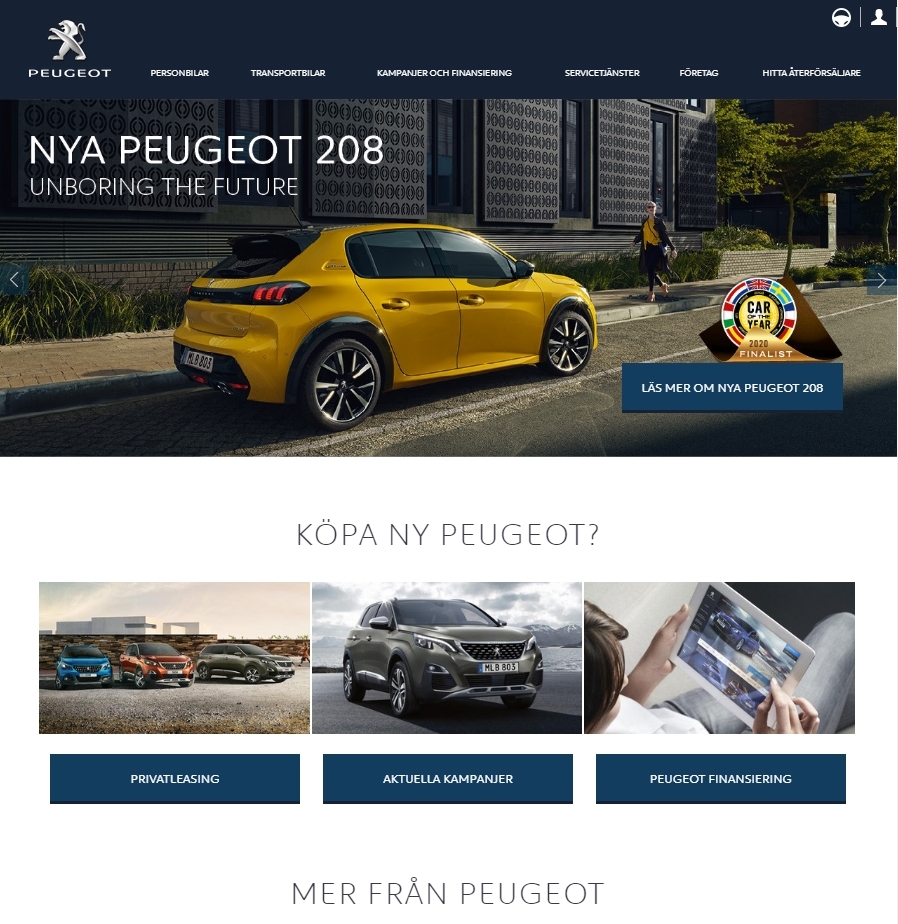 PEUGEOT
PERSONBILAR
TRANSPORTBILAR
KAMPANJER OCH FINANSIERING
SERVICETJÄNSTER
FÖRETAG
HITTA ÅTERFÖRSÄLJARE
NYA PEUGEOT 208
UNBORING THE FUTURE
MLB 803
CAR
OF THE
YEAR
2020
FINALIST
LÄS MER OM NYA PEUGEOT 208
KÖPA NY PEUGEOT?
MLB 803
PRIVATLEASING
AKTUELLA KAMPANJER
PEUGEOT FINANSIERING
MER FRÅN PEUGEOT